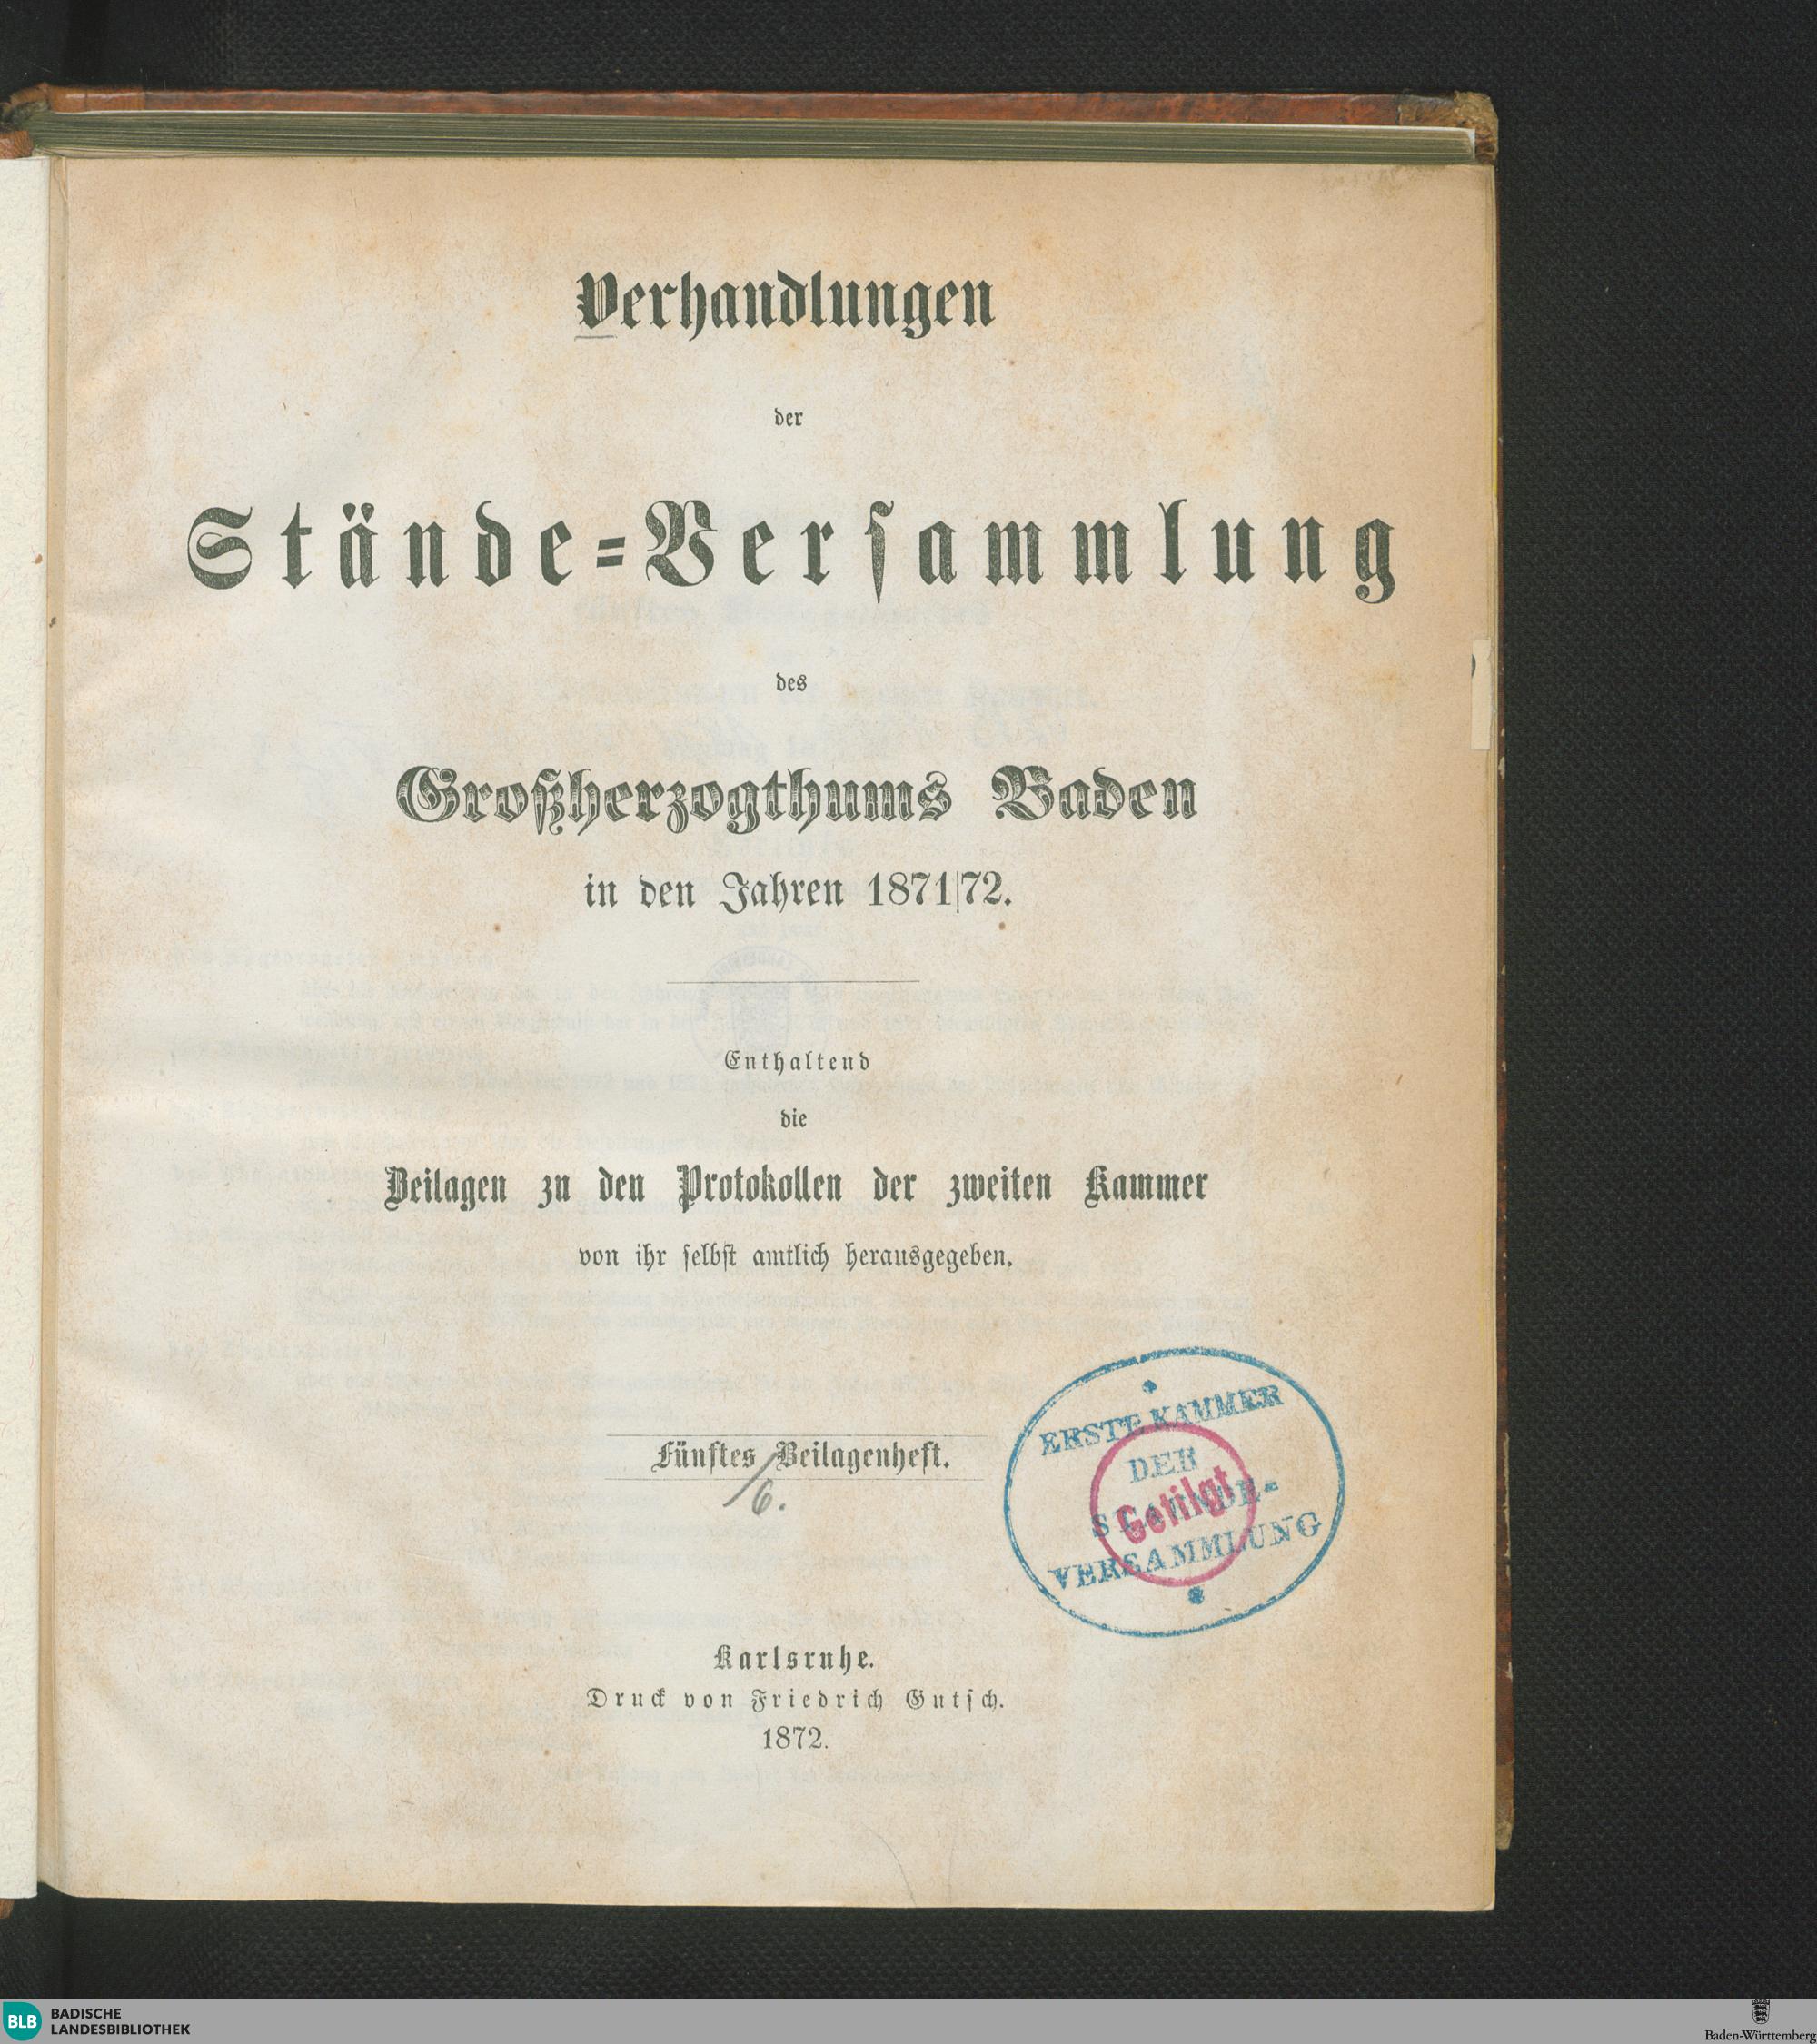 Verhandlungen
der
Stände=Versammlung
des
Großherzogthums Baden
in den Jahren 1871|72.
Enthaltend
die
Beilagen zu den Protokollen der zweiten Kammer
von ihr selbst amtlich herausgegeben.
Fünftes Beilagenheft.
/6.
ERSTE KAMMER
DER
STAENDE-
VERSAMMLUNG
Getilgt
Karlsruhe.
Druck von Friedrich Gutsch.
1872.
BLB BADISCHE
LANDESBIBLIOTHEK
Baden-Württemberg